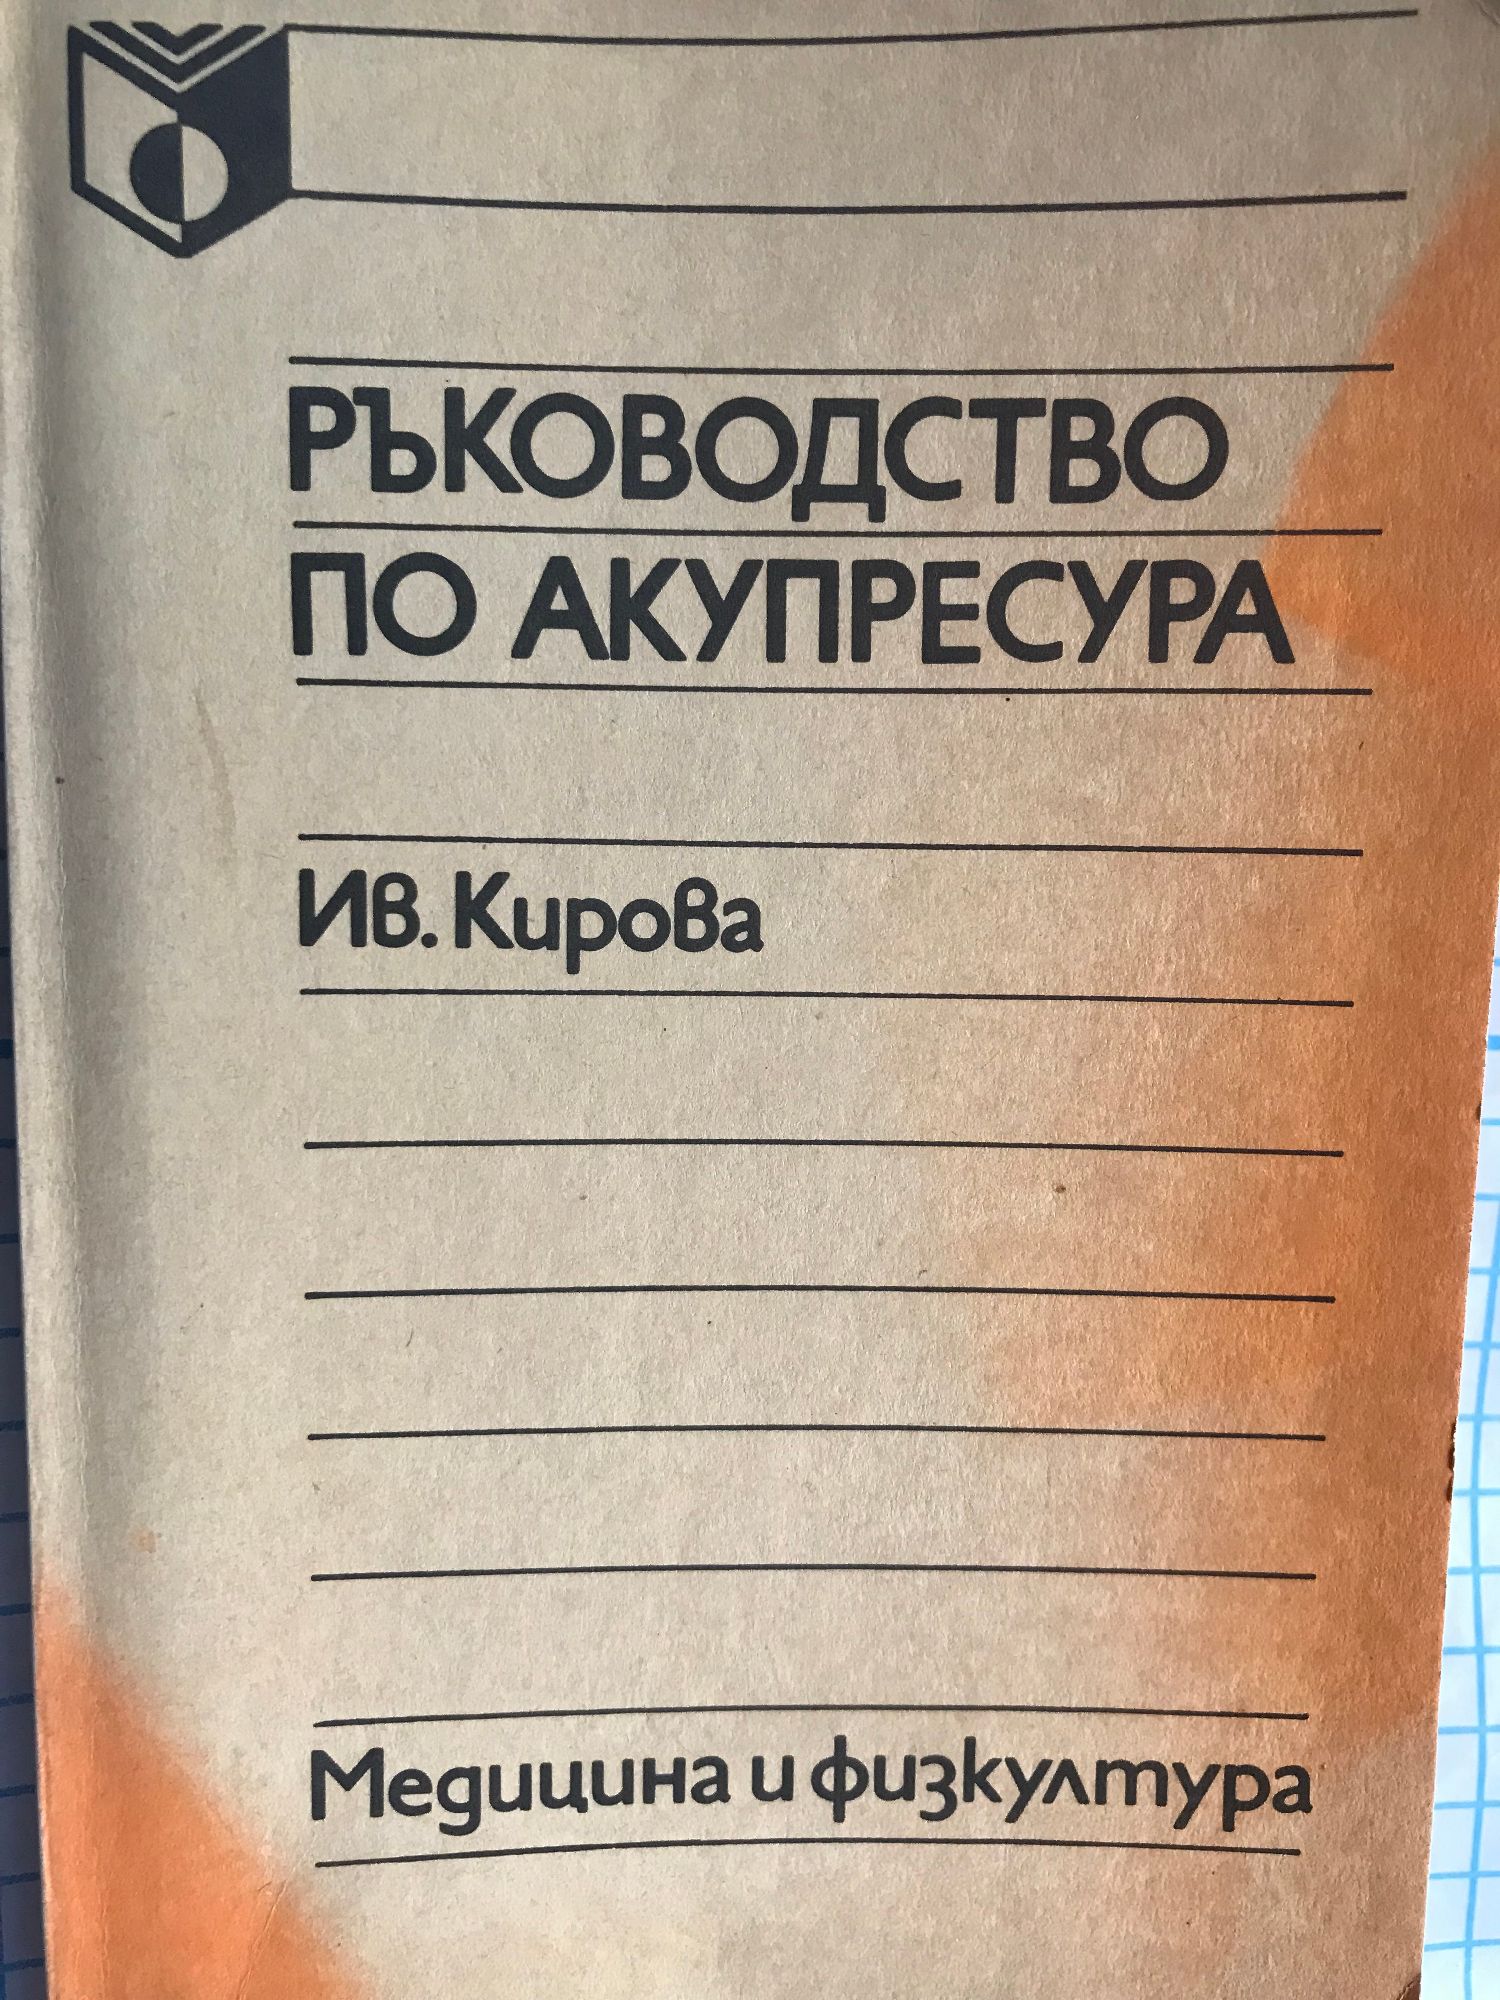 РЪКОВОДСТВО
ПО АКУПРЕСУРА
Ив. Кирова
Медицина и физкултура